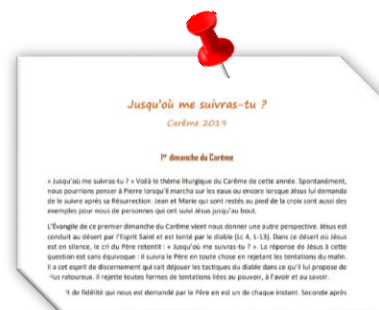 Jusqu'où me suivras-tu ?
Carême 2019
1er dimanche du Carême
« Jusqu'où me suivras-tu ? » Voilà le thème liturgique du Carême de cette année. Spontanément,
nous pourrions penser à Pierre lorsqu'il marcha sur les eaux ou encore lorsque Jésus lui demanda
de le suivre après sa Résurrection. Jean et Marie qui sont restés au pied de la croix sont aussi des
exemples pour nous de personnes qui ont suivi Jésus jusqu'au bout.
L'Évangile de ce premier dimanche du Carême vient nous donner une autre perspective. Jésus est
conduit au désert par l'Esprit Saint et est tenté par le diable (Lc 4, 1-13). Dans ce désert où Jésus
est en silence, le cri du Père retentit : « Jusqu'où me suivras-tu ? ». La réponse de Jésus à cette
question est sans équivoque : il suivra le Père en toute chose en rejetant les tentations du malin.
Il a cet esprit de discernement qui sait déjouer les tactiques du diable dans ce qu'il lui propose de
plus ratoureux. Il rejette toutes formes de tentations liées au pouvoir, à l'avoir et au savoir.
t de fidélité qui nous est demandé par le Père en est un de chaque instant. Seconde après